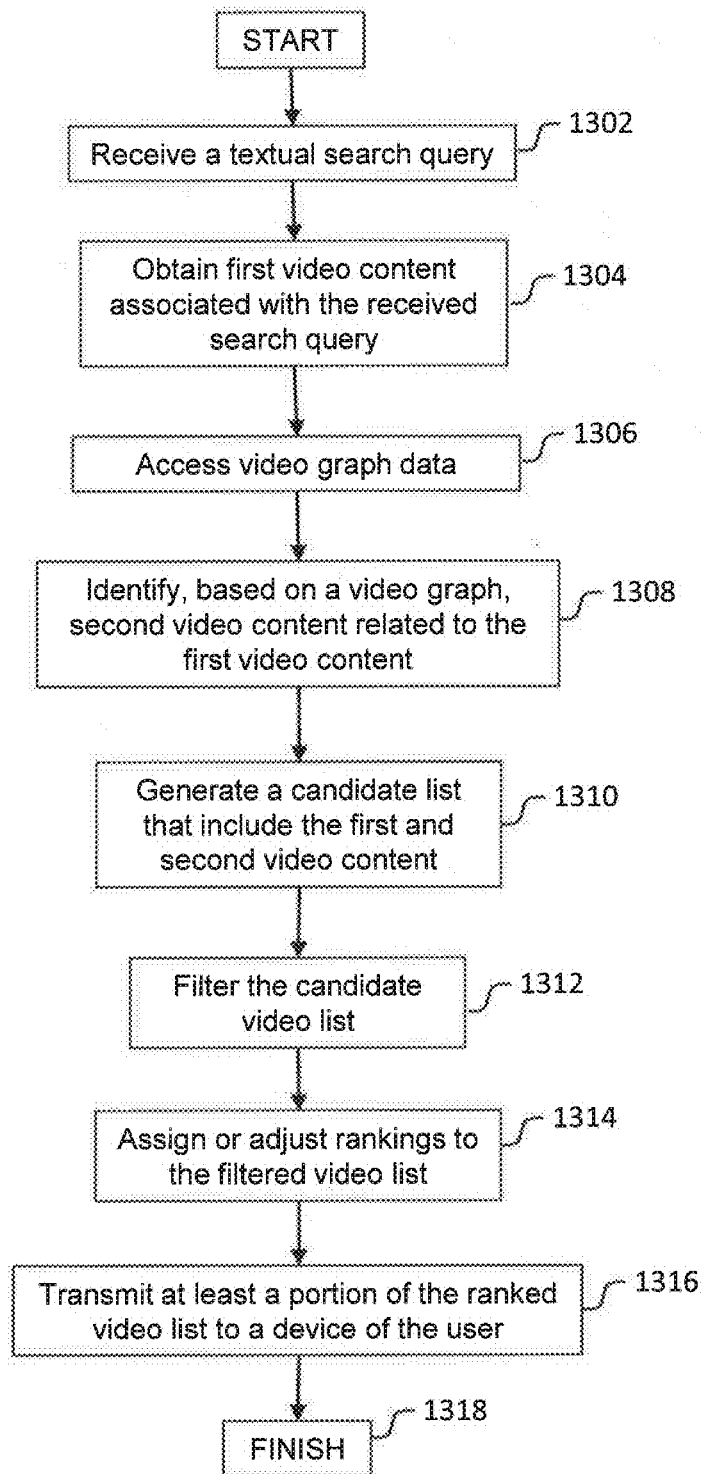 START
Receive a textual search query
1302
Obtain first video content
associated with the received
search query
1304
Access video graph data
1306
Identify, based on a video graph,
second video content related to the
first video content
1308
Generate a candidate list
that include the first and
second video content
1310
Filter the candidate
video list
1312
Assign or adjust rankings to
the filtered video list
1314
Transmit at least a portion of the ranked
video list to a device of the user
1316
FINISH
1318